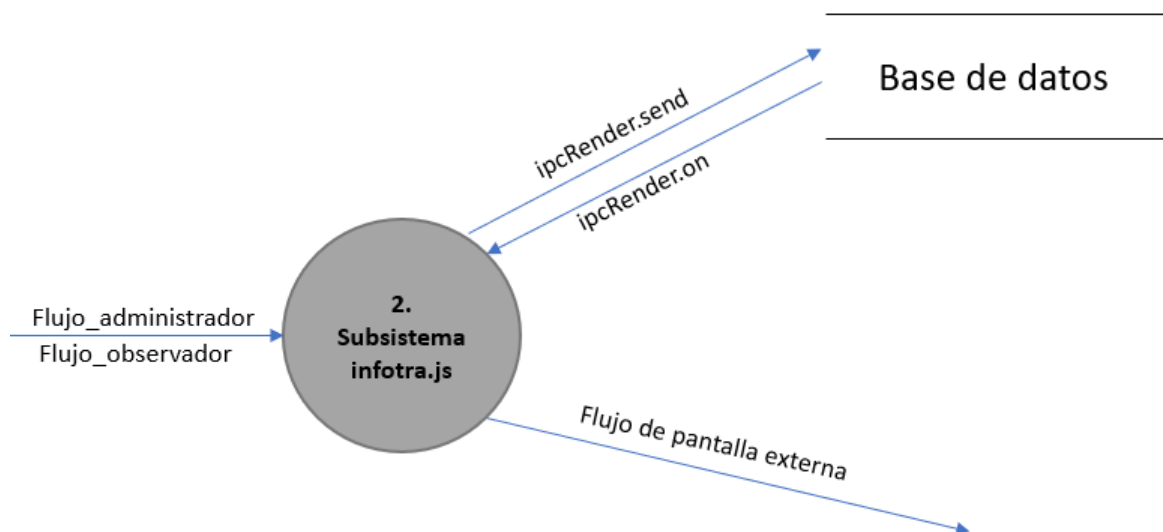 Base de datos
ipcRender.send
ipcRender.on
Flujo_administrador
Flujo_observador
2.
Subsistema
infotra.js
Flujo de pantalla externa